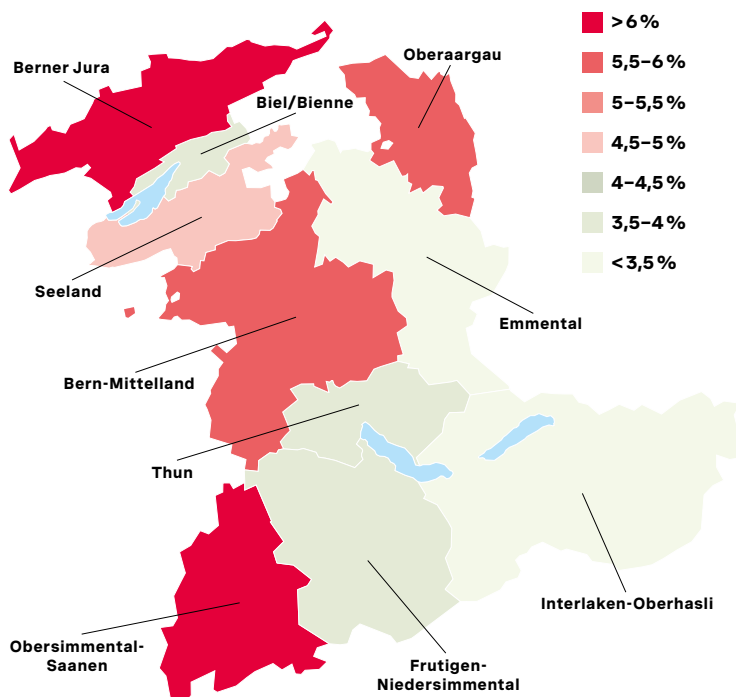 >6%
Oberaargau
5,5–6%
Berner Jura
Biel/Bienne
5–5,5%
4,5–5%
4–4,5%
3,5–4%
<3,5%
Seeland
Emmental
Bern-Mittelland
Thun
Interlaken-Oberhasli
Obersimmental-
Saanen
Frutigen-
Niedersimmental